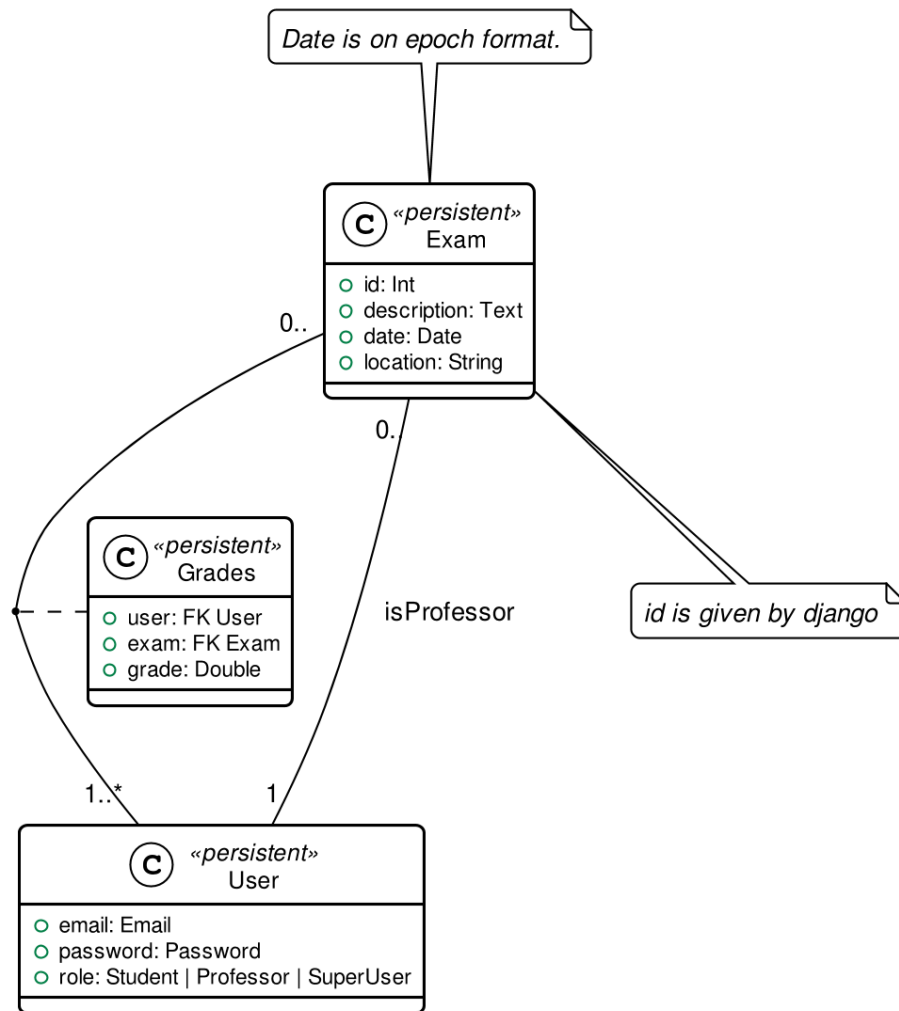 Date is on epoch format.
C
«persistent»
Exam
id: Int
description: Text
date: Date
location: String
0..
0..
C
«persistent»
Grades
user: FK User
exam: FK Exam
grade: Double
isProfessor
id is given by django
1..*
1
C
«persistent»
User
email: Email
password: Password
role: Student | Professor | SuperUser